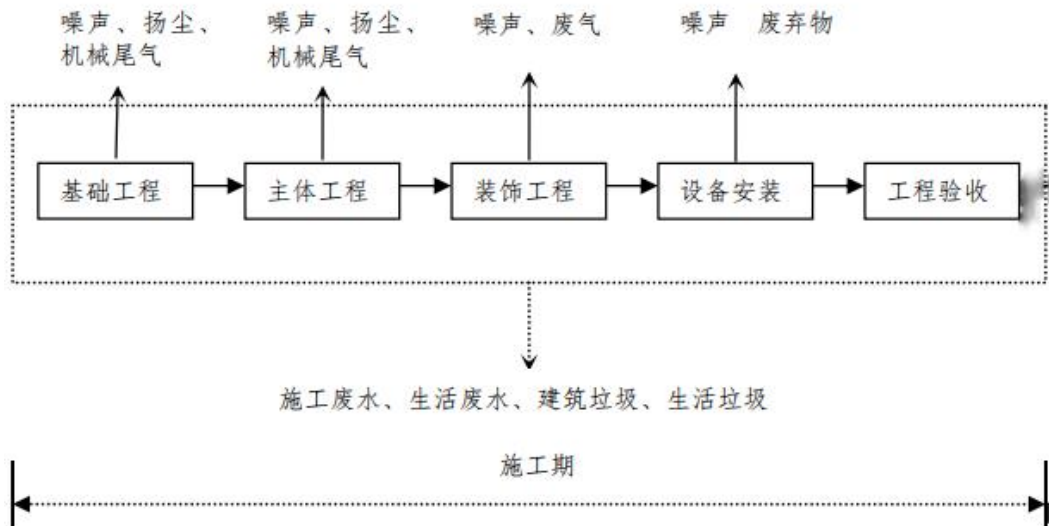 噪声、扬尘、
机械尾气
噪声、扬尘、
机械尾气
噪声、废气
噪声 废弃物
基础工程
主体工程
装饰工程
设备安装
工程验收
施工废水、生活废水、建筑垃圾、生活垃圾
施工期